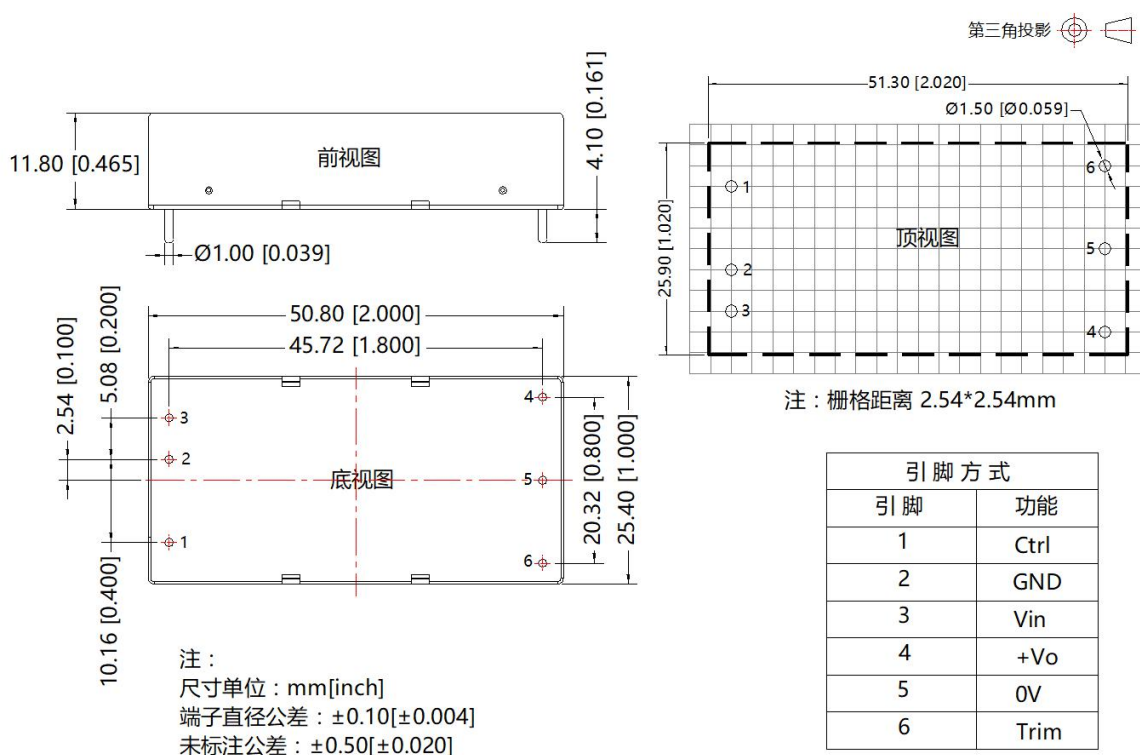 第三角投影
11.80 [0.465]
前视图
4.10 [0.161]
Ø1.00 [0.039]
51.30 [2.020]
Ø1.50 [Ø0.059]
25.90 [1.020]
顶视图
1
2
3
6
5
4
注：栅格距离 2.54*2.54mm
50.80 [2.000]
45.72 [1.800]
2.54 [0.100]
5.08 [0.200]
10.16 [0.400]
3
2
1
底视图
4
5
6
20.32 [0.800]
25.40 [1.000]
注：
尺寸单位：mm[inch]
端子直径公差：±0.10[±0.004]
未标注公差：±0.50[±0.020]
引 脚 方 式
引 脚 功能
1 Ctrl
2 GND
3 Vin
4 +Vo
5 0V
6 Trim